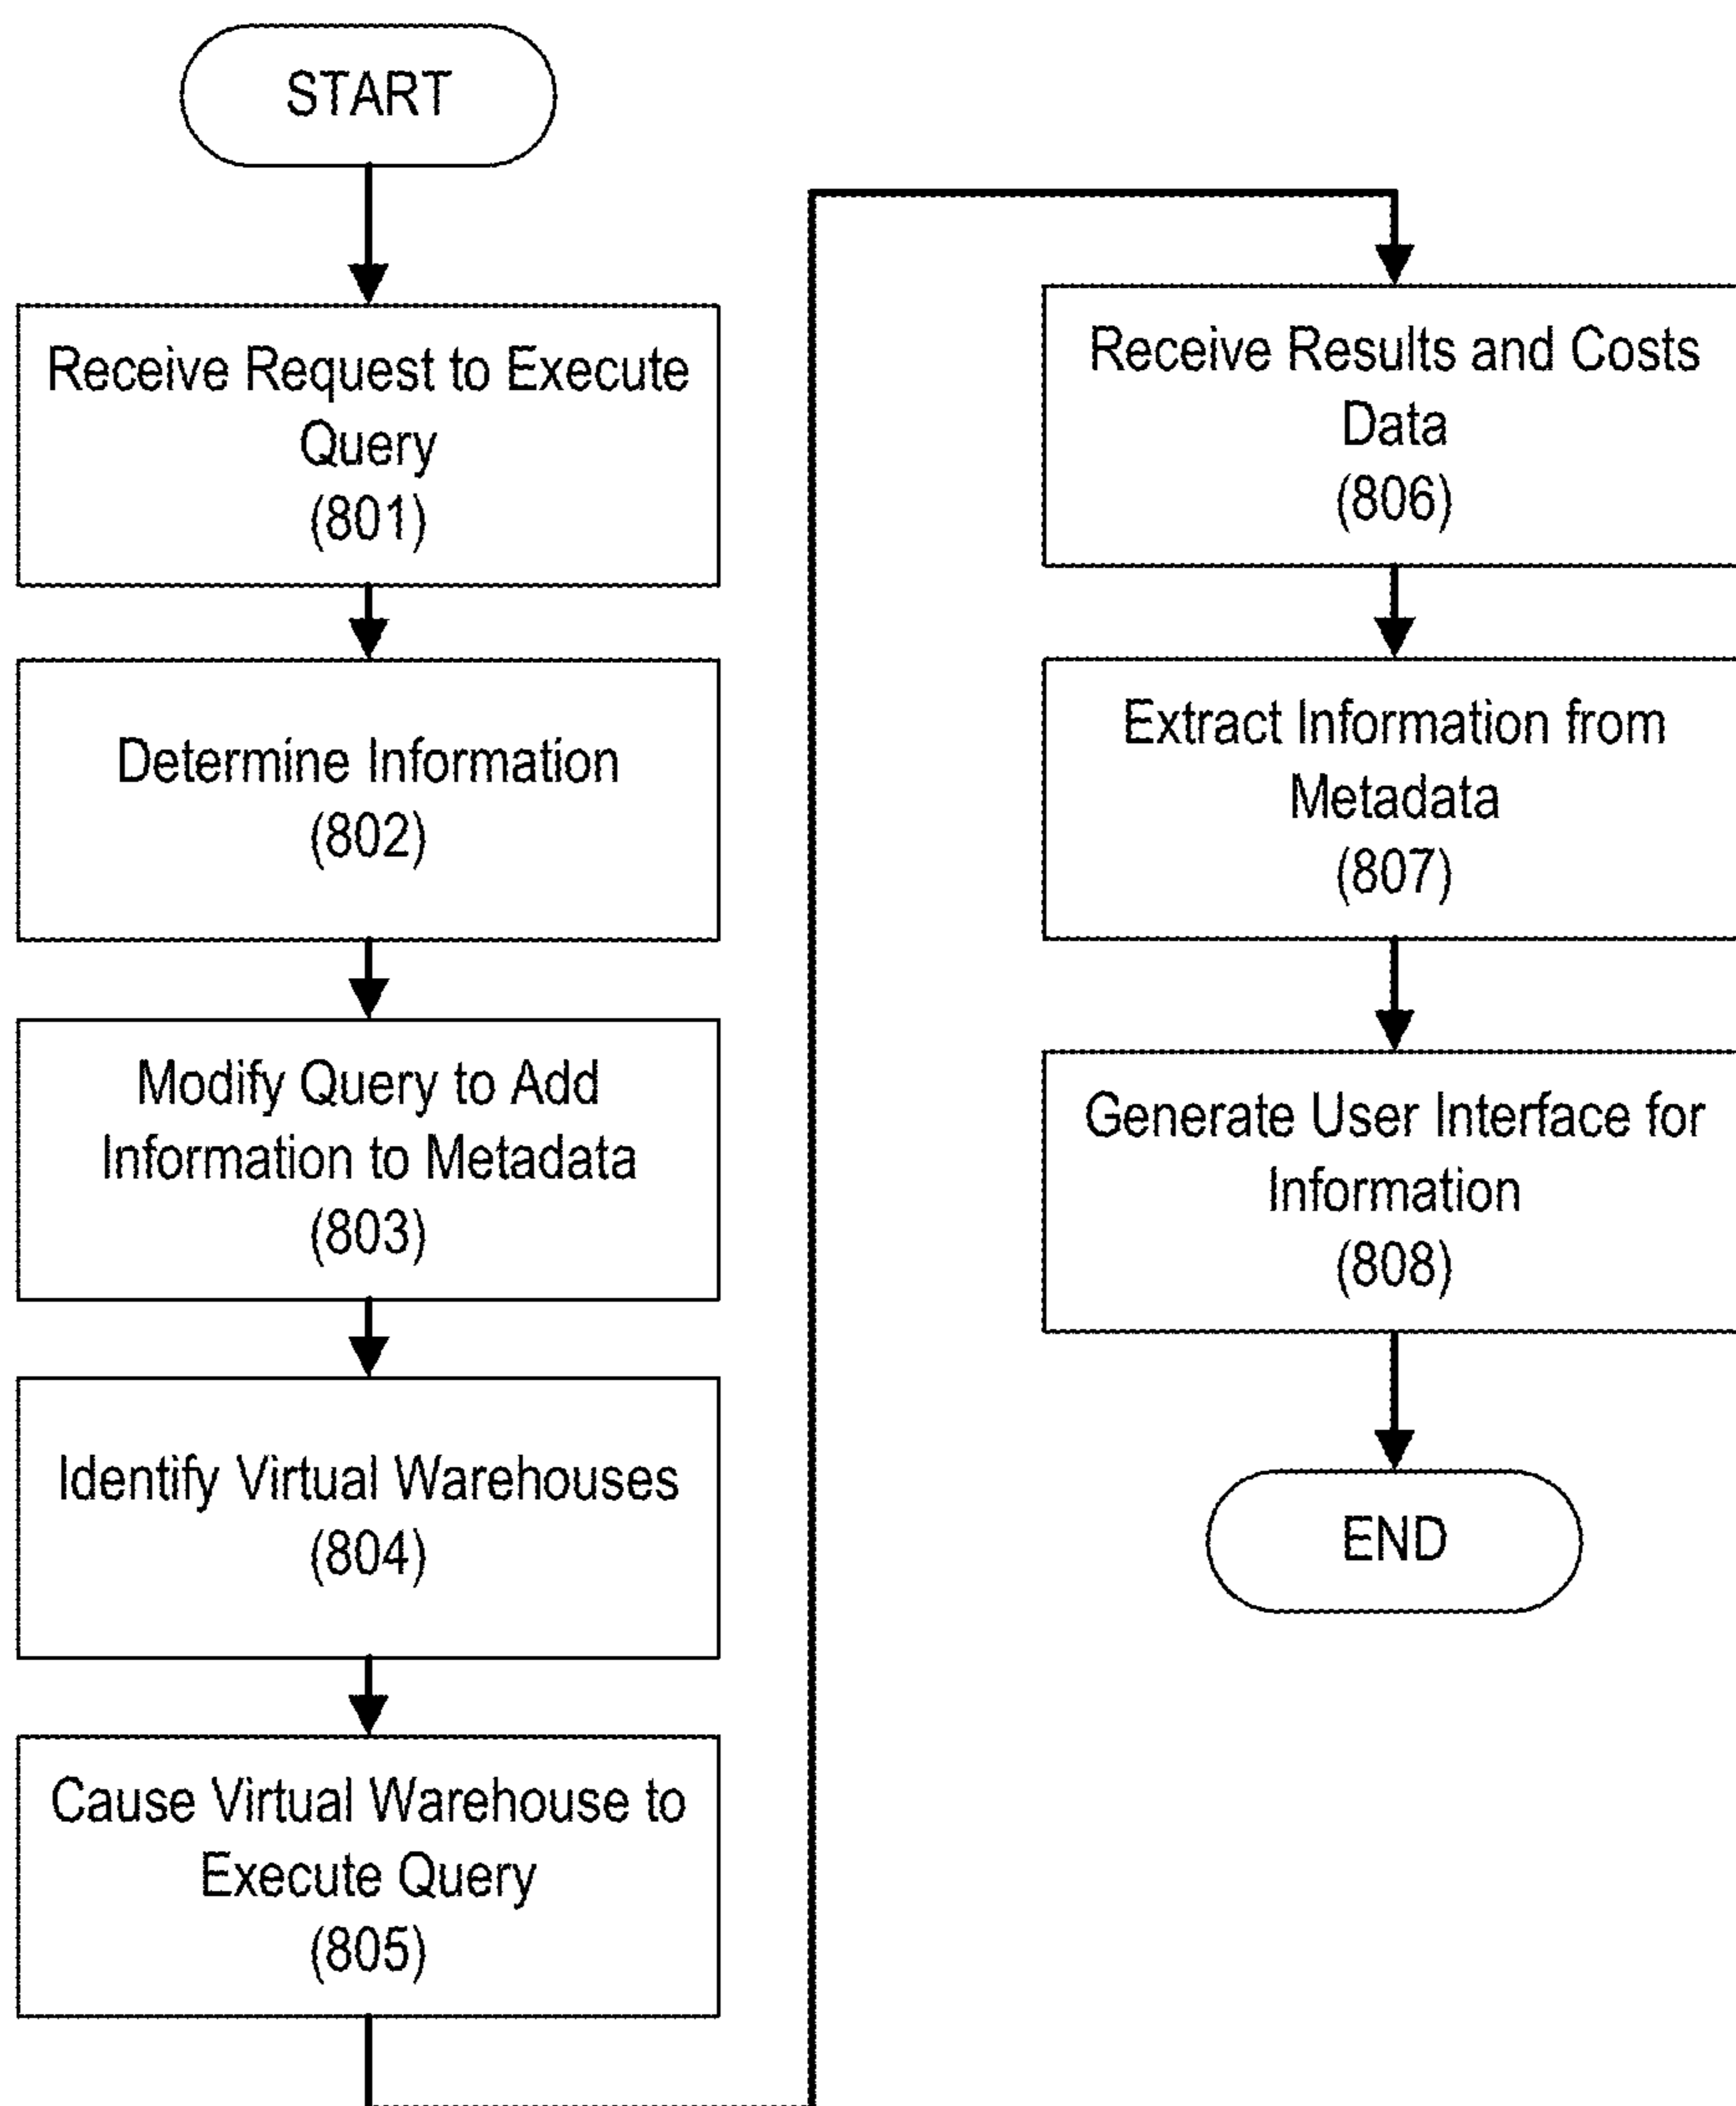 START
Receive Request to Execute
Query
(801)
Determine Information
(802)
Modify Query to Add
Information to Metadata
(803)
Identify Virtual Warehouses
(804)
Cause Virtual Warehouse to
Execute Query
(805)
Receive Results and Costs
Data
(806)
Extract Information from
Metadata
(807)
Generate User Interface for
Information
(808)
END